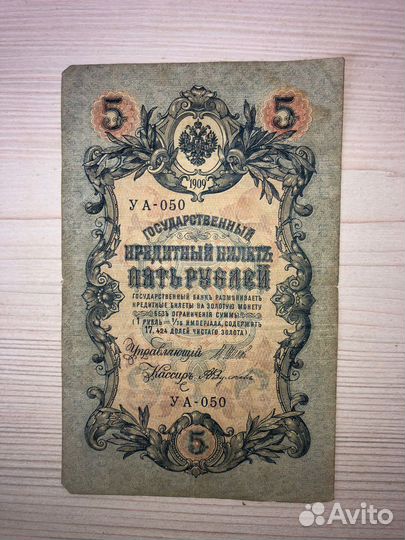 5 5
1909
УА-050
ГОСУДАРСТВЕННЫЙ
КРЕДИТНЫЙ БИЛЕТЪ
ПЯТЬ РУБЛЕЙ
ГОСУДАРСТВЕННЫЙ БАНКЪ РАЗМѢНИВАЕТЪ
КРЕДИТНЫЕ БИЛЕТЫ НА ЗОЛОТУЮ МОНЕТУ
БЕЗЪ ОГРАНИЧЕНІЯ СУММЫ
(1 РУБЛЬ = 1/15 ИМПЕРІАЛА, СОДЕРЖИТЪ
17,424 ДОЛЕЙ ЧИСТАГО ЗОЛОТА)
Управляющій
Кассиръ
УА-050
5
Avito